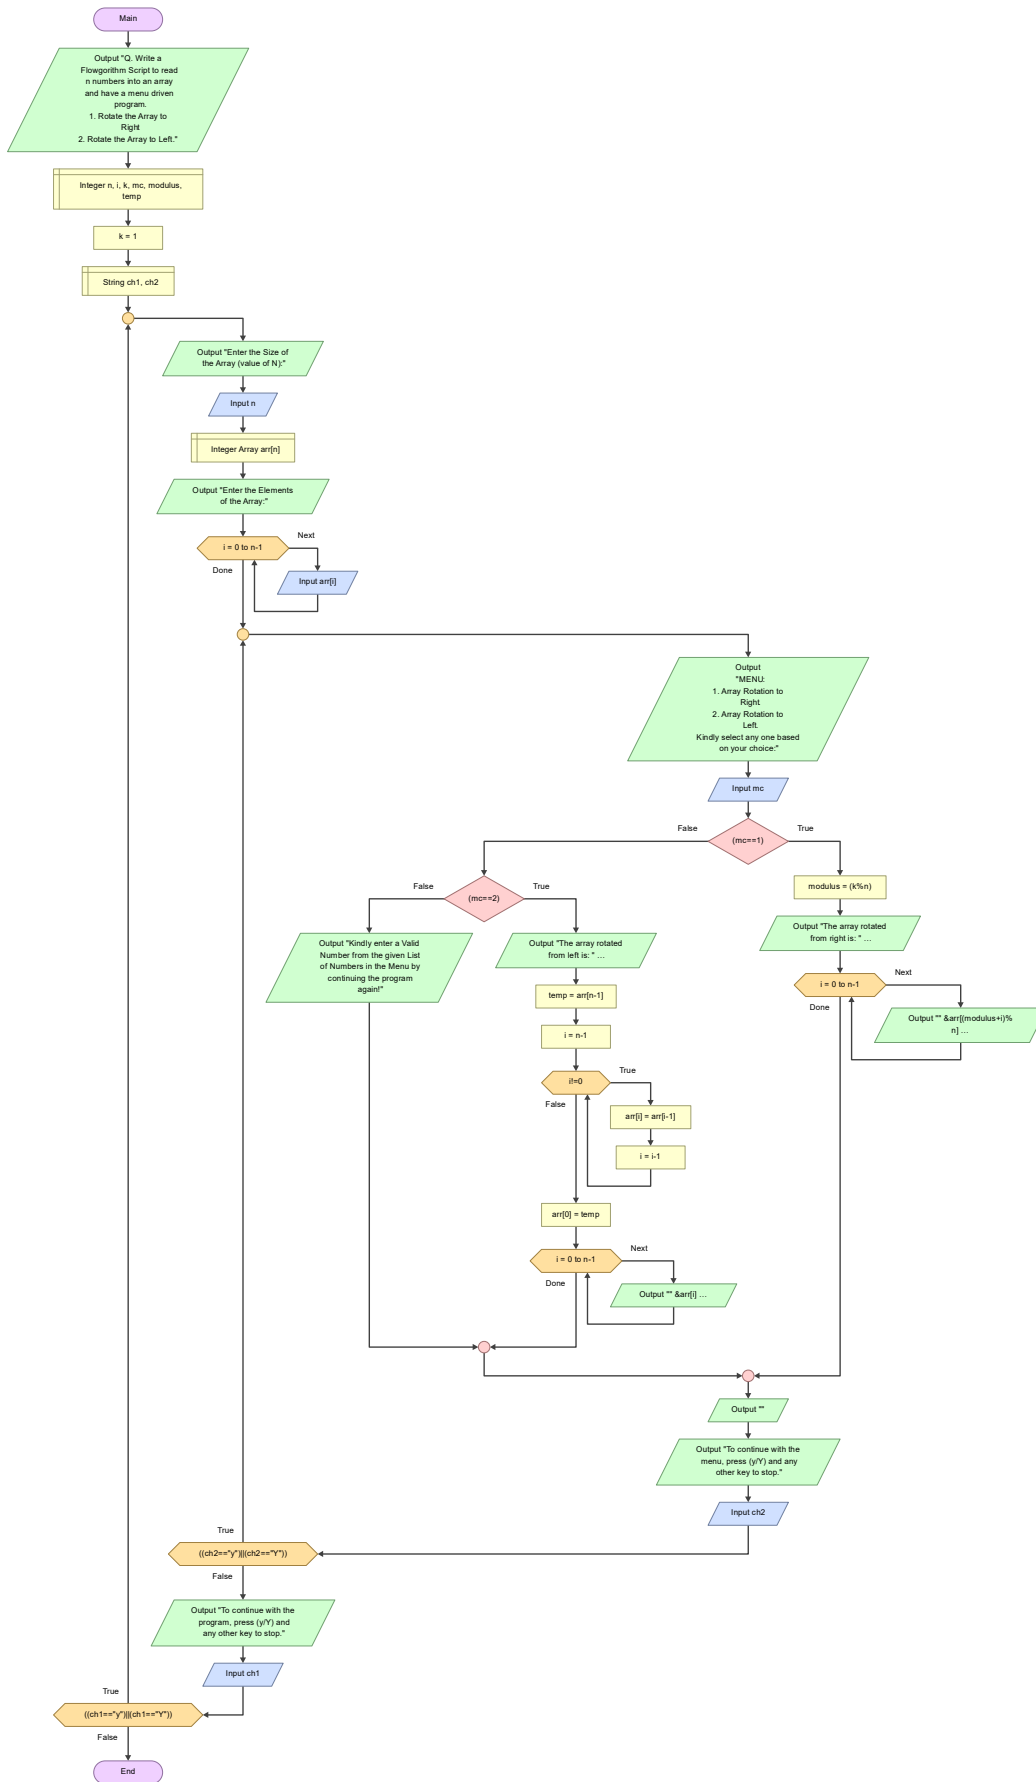 Main
Output "Q. Write a
Flowgorithm Script to read
n numbers into an array
and have a menu driven
program.
1. Rotate the Array to
Right
2. Rotate the Array to Left."
Integer n, i, k, mc, modulus,
temp
k = 1
String ch1, ch2
Output "Enter the Size of
the Array (value of N):"
Input n
Integer Array arr[n]
Output "Enter the Elements
of the Array:"
i = 0 to n-1
Next
Input arr[i]
Done
Output
"MENU:
1. Array Rotation to
Right
2. Array Rotation to
Left.
Kindly select any one based
on your choice:"
Input mc
(mc==1)
False
True
(mc==2)
False
True
Output "Kindly enter a Valid
Number from the given List
of Numbers in the Menu by
continuing the program
again!"
Output "The array rotated
from left is: " ...
temp = arr[n-1]
i = n-1
i!=0
True
False
arr[i] = arr[i-1]
i = i-1
arr[0] = temp
i = 0 to n-1
Next
Done
Output "" &arr[i] ...
modulus = (k%n)
Output "The array rotated
from right is: " ...
i = 0 to n-1
Next
Done
Output "" &arr[(modulus+i)%
n] ...
Output ""
Output "To continue with the
menu, press (y/Y) and any
other key to stop."
Input ch2
True
((ch2=="y")||(ch2=="Y"))
False
Output "To continue with the
program, press (y/Y) and
any other key to stop."
Input ch1
True
((ch1=="y")||(ch1=="Y"))
False
End